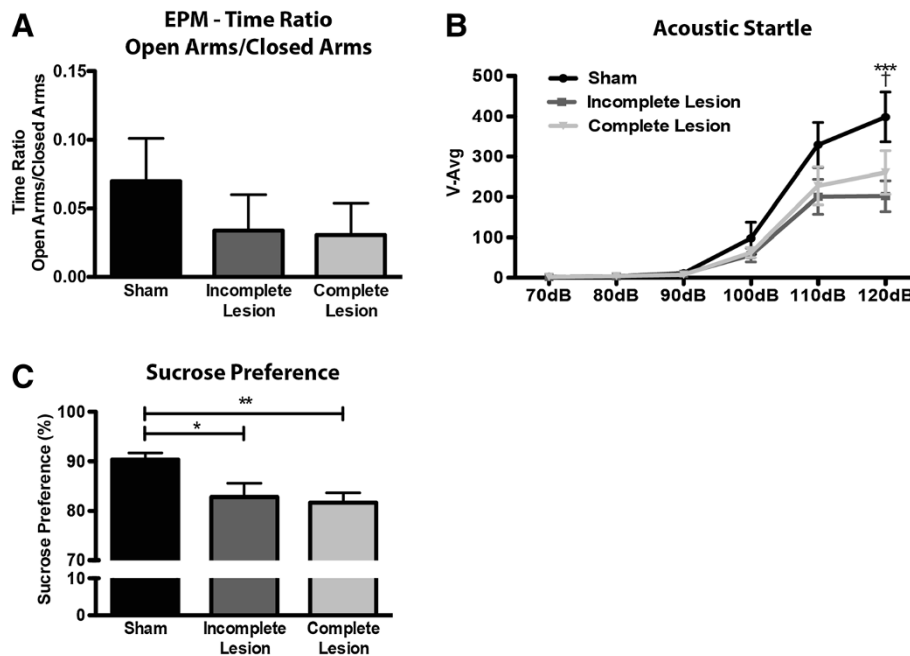 A
EPM - Time Ratio
Open Arms/Closed Arms
Time Ratio
Open Arms/Closed Arms
0.15
0.10
0.05
0.00
Sham
Incomplete
Lesion
Complete
Lesion
B
Acoustic Startle
V-Avg
500
400
300
200
100
0
Sham
Incomplete Lesion
Complete Lesion
***
†
70dB 80dB 90dB 100dB 110dB 120dB
C
Sucrose Preference
Sucrose Preference (%)
100
90
80
70
10
0
**
*
Sham
Incomplete
Lesion
Complete
Lesion